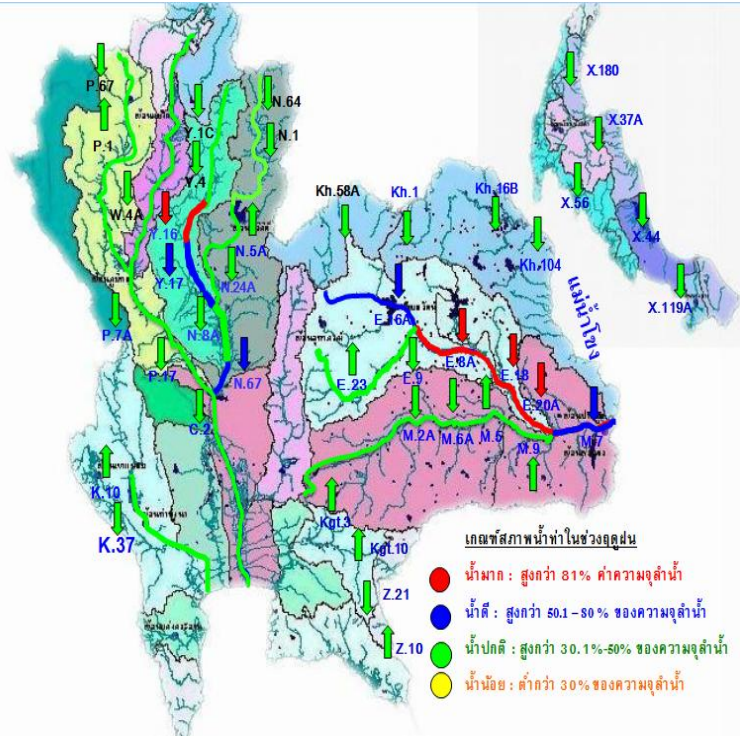 P.67
N.64
X.180
P.1
Y.1C
N.1
X.37A
Y.4
W.4A
Kh.58A
Kh.1
Kh.16B
X.56
Y.16
N.5A
X.44
Kh.104
Y.17
N.24A
X.119A
แม่น้ำโขง
E.16A
P.7A
N.8A
E.8A
E.18
P.17
N.67
E.23
E.9
E.20A
C.2
M.2A
M.6A
M.5
M.9
M.7
K.10
K.37
Kgt.3
Kgt.10
Z.21
Z.10
เกณฑ์สภาพน้ำท่าในช่วงฤดูฝน
น้ำมาก : สูงกว่า 81% ค่าความจุลำน้ำ
น้ำดี : สูงกว่า 50.1 – 80% ของความจุลำน้ำ
น้ำปกติ : สูงกว่า 30.1%-50% ของความจุลำน้ำ
น้ำน้อย : ต่ำกว่า 30% ของความจุลำน้ำ